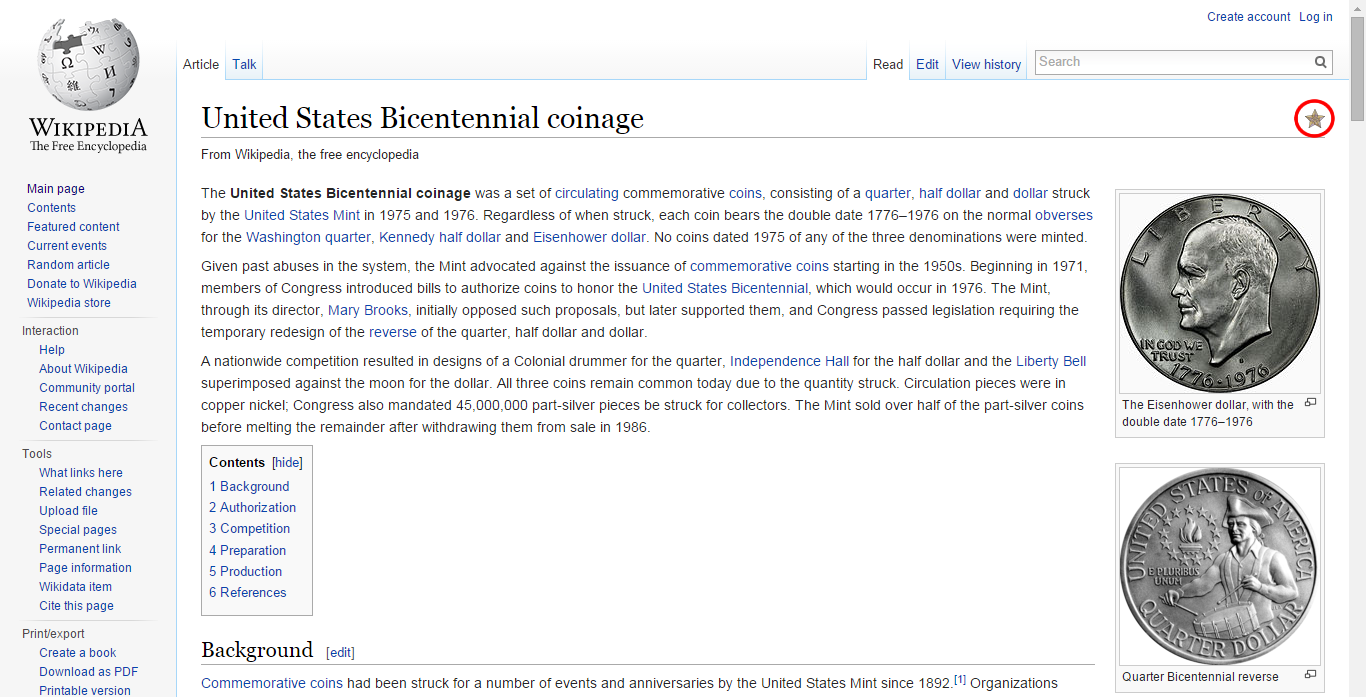 Create account Log in
Article Talk Read Edit View history Search
WIKIPEDIA
The Free Encyclopedia
Main page
Contents
Featured content
Current events
Random article
Donate to Wikipedia
Wikipedia store
Interaction
Help
About Wikipedia
Community portal
Recent changes
Contact page
Tools
What links here
Related changes
Upload file
Special pages
Permanent link
Page information
Wikidata item
Cite this page
Print/export
Create a book
Download as PDF
Printable version
United States Bicentennial coinage
From Wikipedia, the free encyclopedia
The United States Bicentennial coinage was a set of circulating commemorative coins, consisting of a quarter, half dollar and dollar struck
by the United States Mint in 1975 and 1976. Regardless of when struck, each coin bears the double date 1776–1976 on the normal obverses
for the Washington quarter, Kennedy half dollar and Eisenhower dollar. No coins dated 1975 of any of the three denominations were minted.
Given past abuses in the system, the Mint advocated against the issuance of commemorative coins starting in the 1950s. Beginning in 1971,
members of Congress introduced bills to authorize coins to honor the United States Bicentennial, which would occur in 1976. The Mint,
through its director, Mary Brooks, initially opposed such proposals, but later supported them, and Congress passed legislation requiring the
temporary redesign of the reverse of the quarter, half dollar and dollar.
A nationwide competition resulted in designs of a Colonial drummer for the quarter, Independence Hall for the half dollar and the Liberty Bell
superimposed against the moon for the dollar. All three coins remain common today due to the quantity struck. Circulation pieces were in
copper nickel; Congress also mandated 45,000,000 part-silver pieces be struck for collectors. The Mint sold over half of the part-silver coins
before melting the remainder after withdrawing them from sale in 1986.
Contents [hide]
1 Background
2 Authorization
3 Competition
4 Preparation
5 Production
6 References
Background [edit]
Commemorative coins had been struck for a number of events and anniversaries by the United States Mint since 1892.[1] Organizations
LIBERTY
IN GOD WE
TRUST
1776·1976
The Eisenhower dollar, with the
double date 1776–1976
UNITED STATES OF AMERICA
E PLURIBUS
UNUM
QUARTER DOLLAR
Quarter Bicentennial reverse